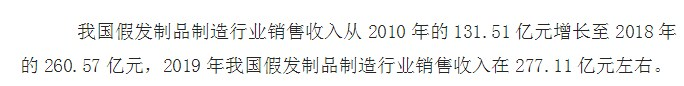 我国假发制品制造行业销售收入从 2010 年的 131.51 亿元增长至 2018 年
的 260.57 亿元，2019 年我国假发制品制造行业销售收入在 277.11 亿元左右。